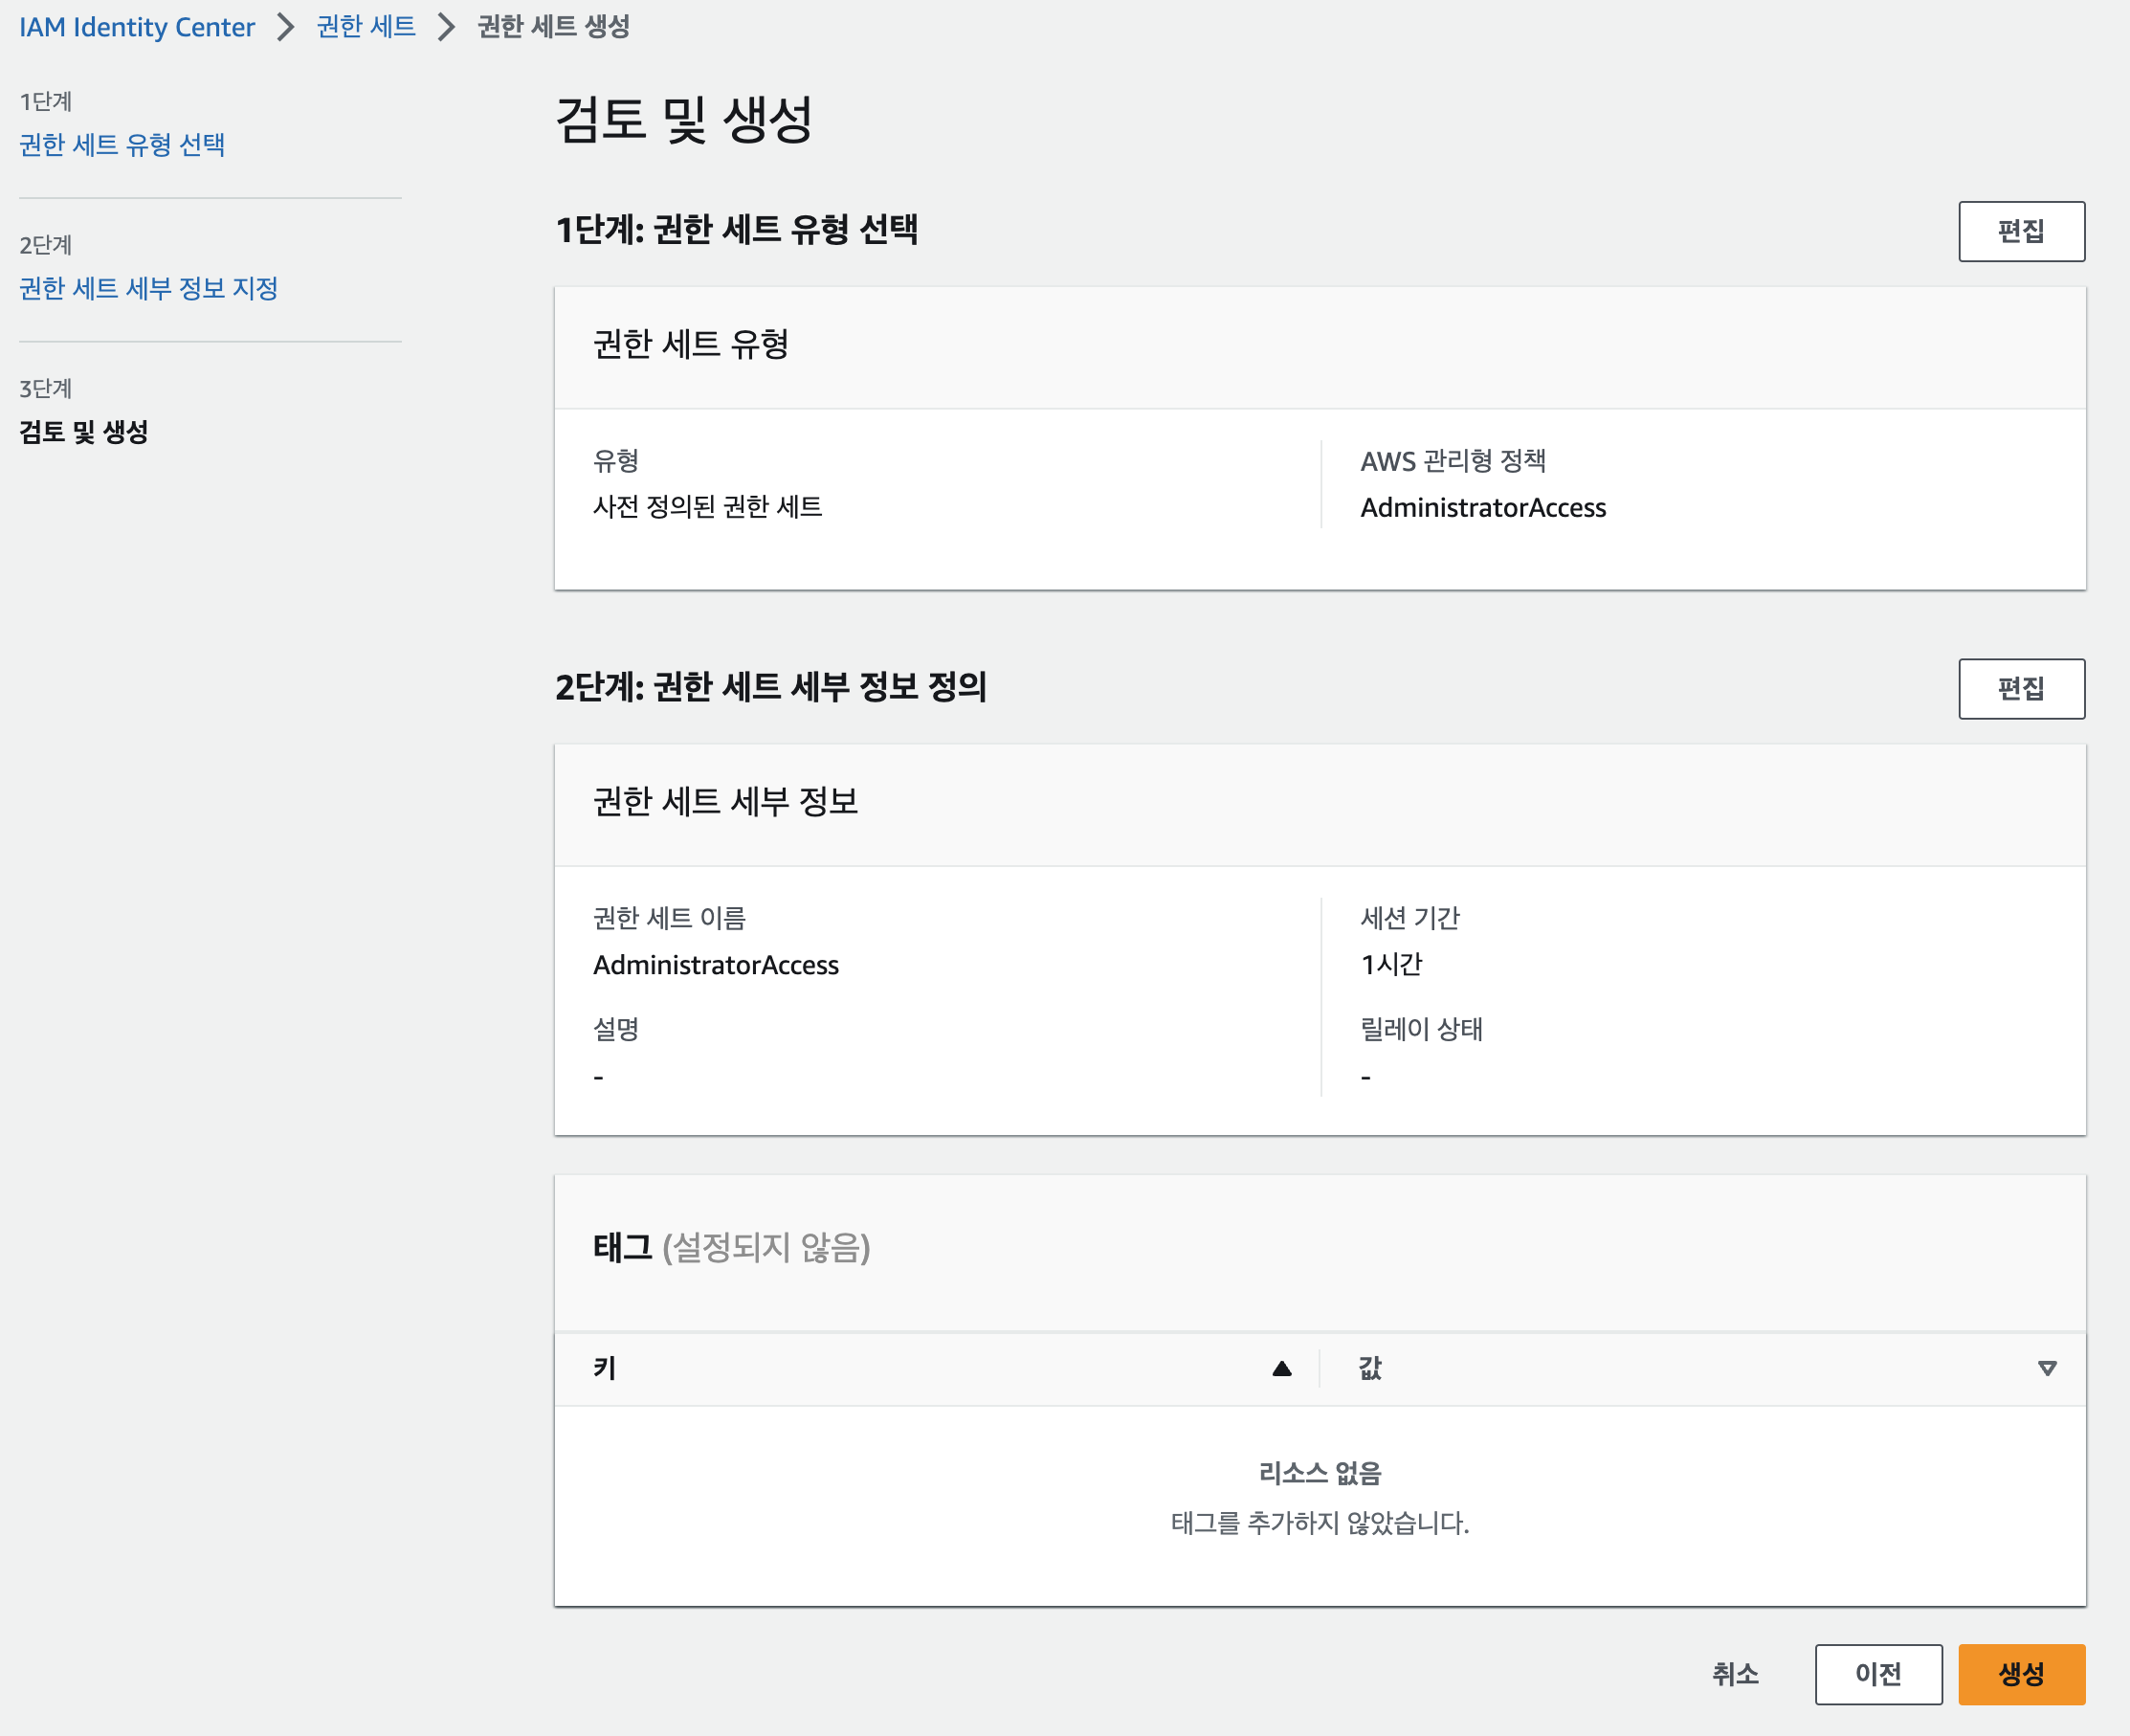 IAM Identity Center > 권한 세트 > 권한 세트 생성
1단계
권한 세트 유형 선택
2단계
권한 세트 세부 정보 지정
3단계
검토 및 생성
검토 및 생성
1단계: 권한 세트 유형 선택
편집
권한 세트 유형
유형
사전 정의된 권한 세트
AWS 관리형 정책
AdministratorAccess
2단계: 권한 세트 세부 정보 정의
편집
권한 세트 세부 정보
권한 세트 이름
AdministratorAccess
설명
-
세션 기간
1시간
릴레이 상태
-
태그 (설정되지 않음)
키
값
리소스 없음
태그를 추가하지 않았습니다.
취소
이전
생성